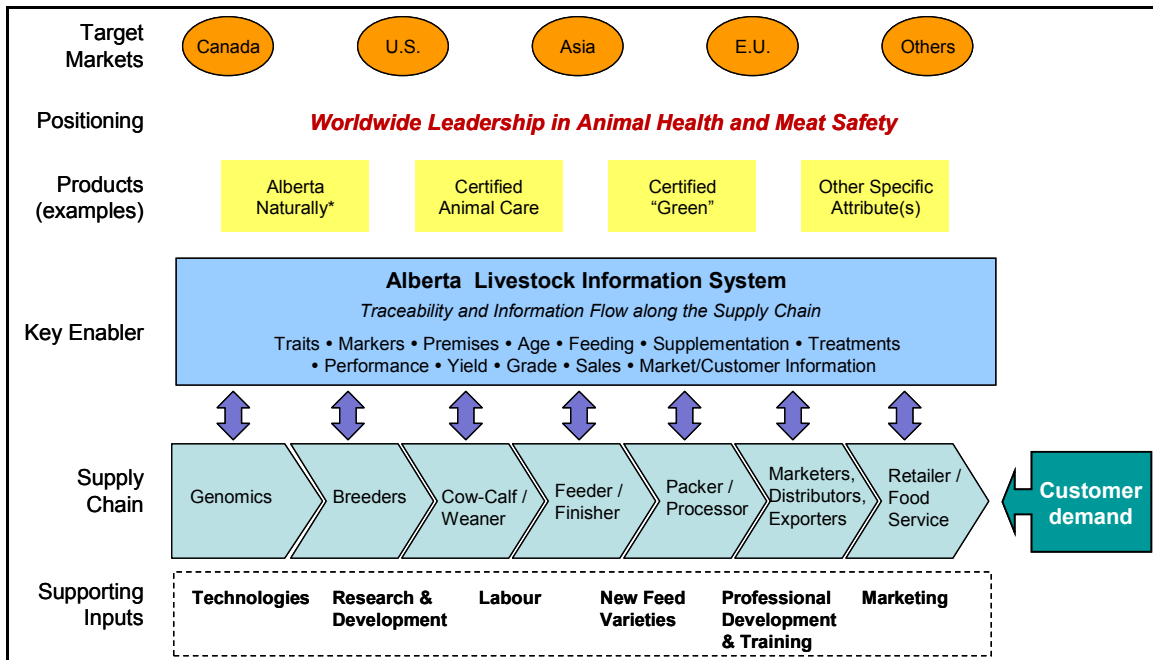 Target
Markets
Canada
U.S.
Asia
E.U.
Others
Positioning
Worldwide Leadership in Animal Health and Meat Safety
Products
(examples)
Alberta
Naturally*
Certified
Animal Care
Certified
“Green”
Other Specific
Attribute(s)
Key Enabler
Alberta Livestock Information System
Traceability and Information Flow along the Supply Chain
Traits • Markers • Premises • Age • Feeding • Supplementation • Treatments
• Performance • Yield • Grade • Sales • Market/Customer Information
Supply
Chain
Genomics
Breeders
Cow-Calf /
Weaner
Feeder /
Finisher
Packer /
Processor
Marketers,
Distributors,
Exporters
Retailer /
Food
Service
Customer
demand
Supporting
Inputs
Technologies
Research &
Development
Labour
New Feed
Varieties
Professional
Development
& Training
Marketing